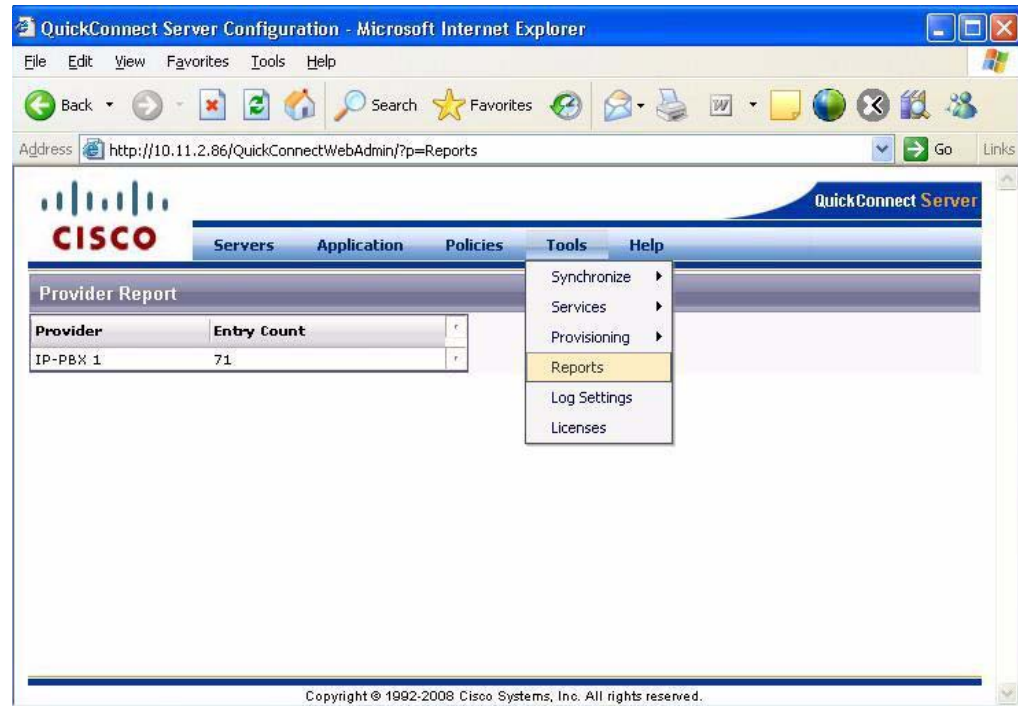 QuickConnect Server Configuration - Microsoft Internet Explorer
File Edit View Favorites Tools Help
Back Search Favorites
Address http://10.11.2.86/QuickConnectWebAdmin/?p=Reports Go Links
CISCO
QuickConnect Server
Servers Application Policies Tools Help
Synchronize
Services
Provisioning
Reports
Log Settings
Licenses
Provider Report
Provider Entry Count
IP-PBX 1 71
Copyright © 1992-2008 Cisco Systems, Inc. All rights reserved.